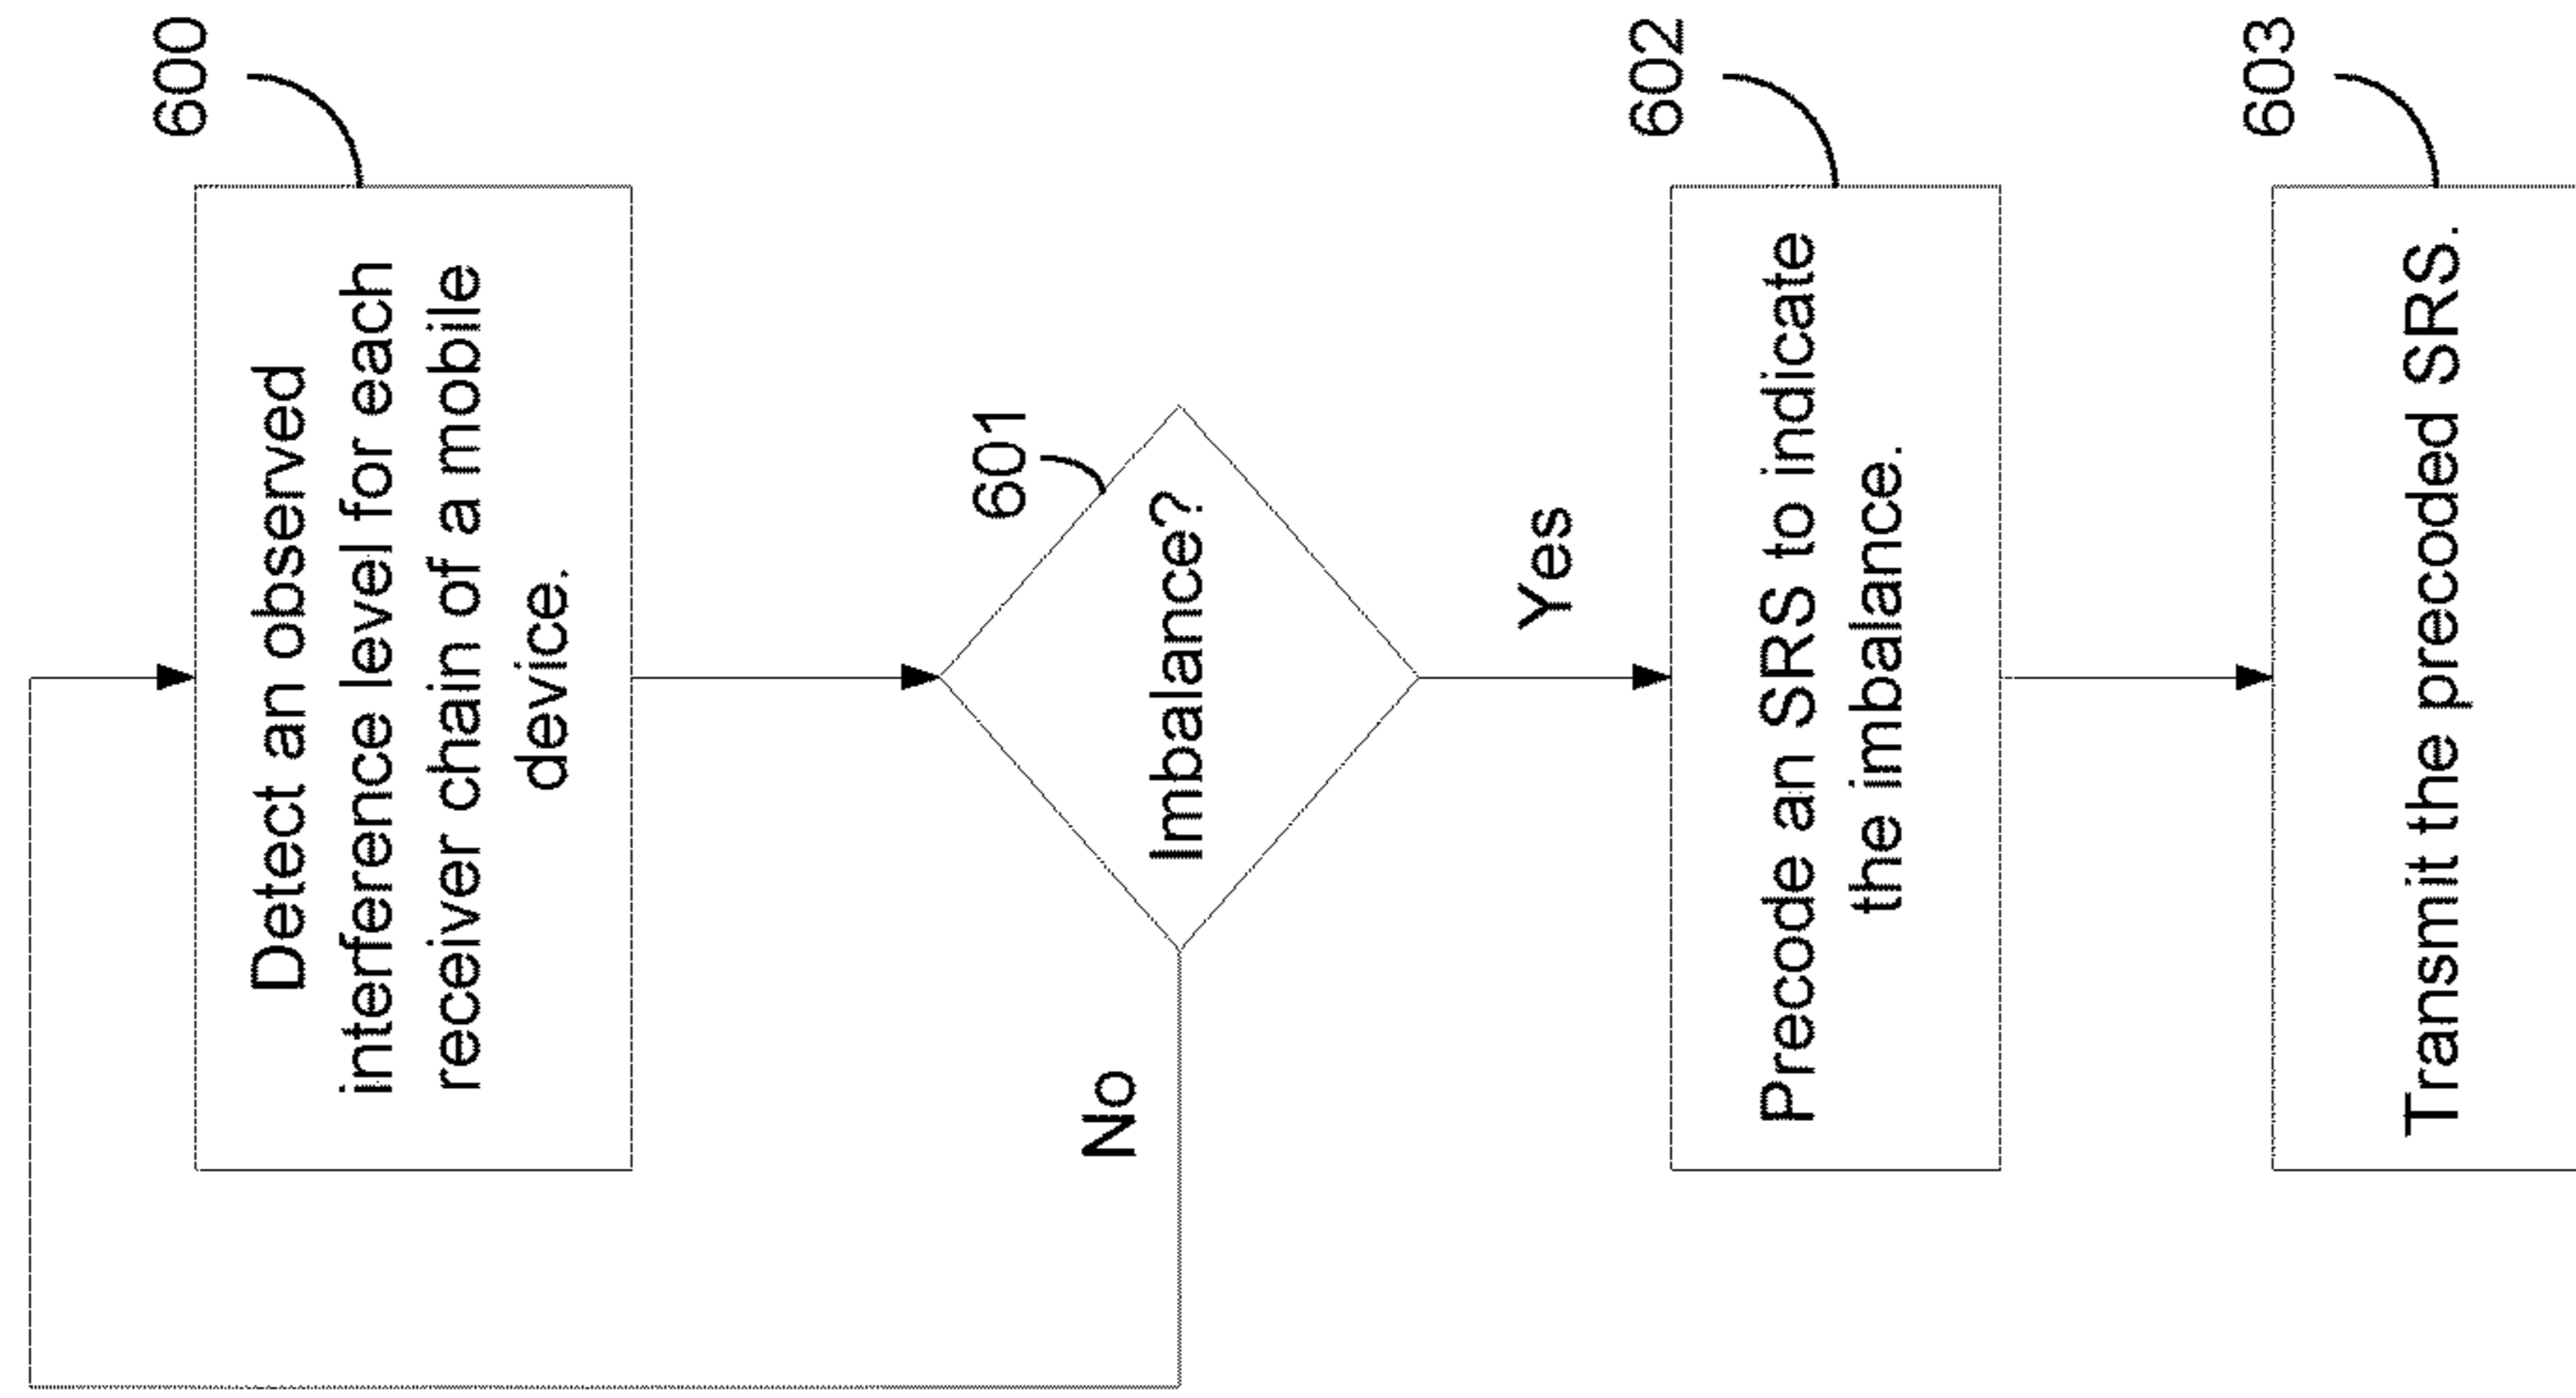 600
Detect an observed
interference level for each
receiver chain of a mobile
device.
601
Imbalance?
No
Yes
602
Precode an SRS to indicate
the imbalance.
603
Transmit the precoded SRS.